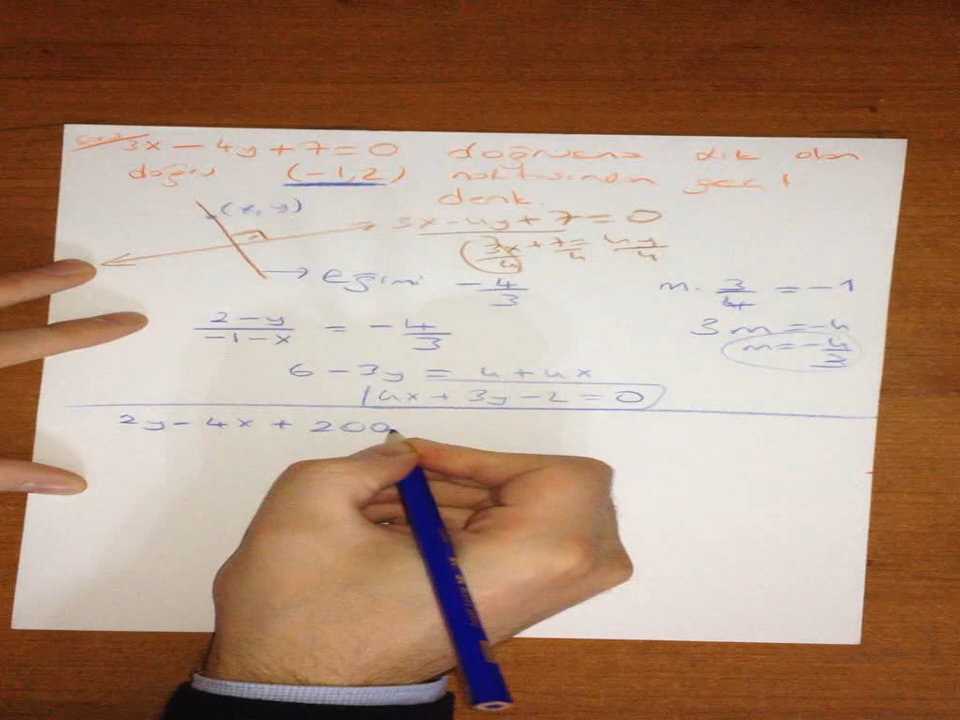 3x - 4y + 7 = 0 doğrusuna dik olan
doğru (-1,2) noktasından geçer.
denk.
(x, y)
3x - 4y + 7 = 0
3x/4 + 7/4 = 4y/4
eğimi -4/3
m. 3/4 = -1
3m = -4
m = -4/3
2-y/-1-x = -4/3
6 - 3y = 4 + 4x
4x + 3y - 2 = 0
2y - 4x + 200